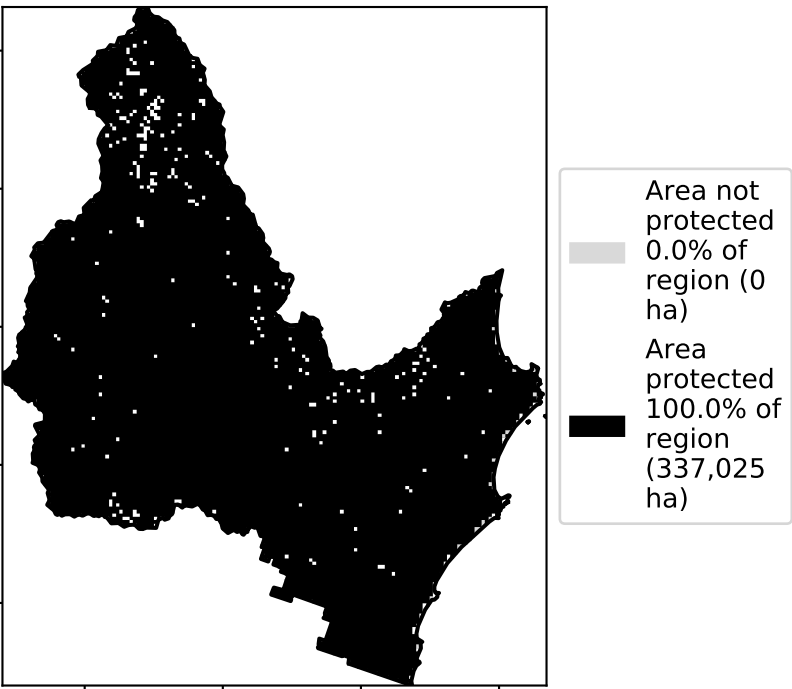 Area not
protected
0.0% of
region (0
ha)
Area
protected
100.0% of
region
(337,025
ha)